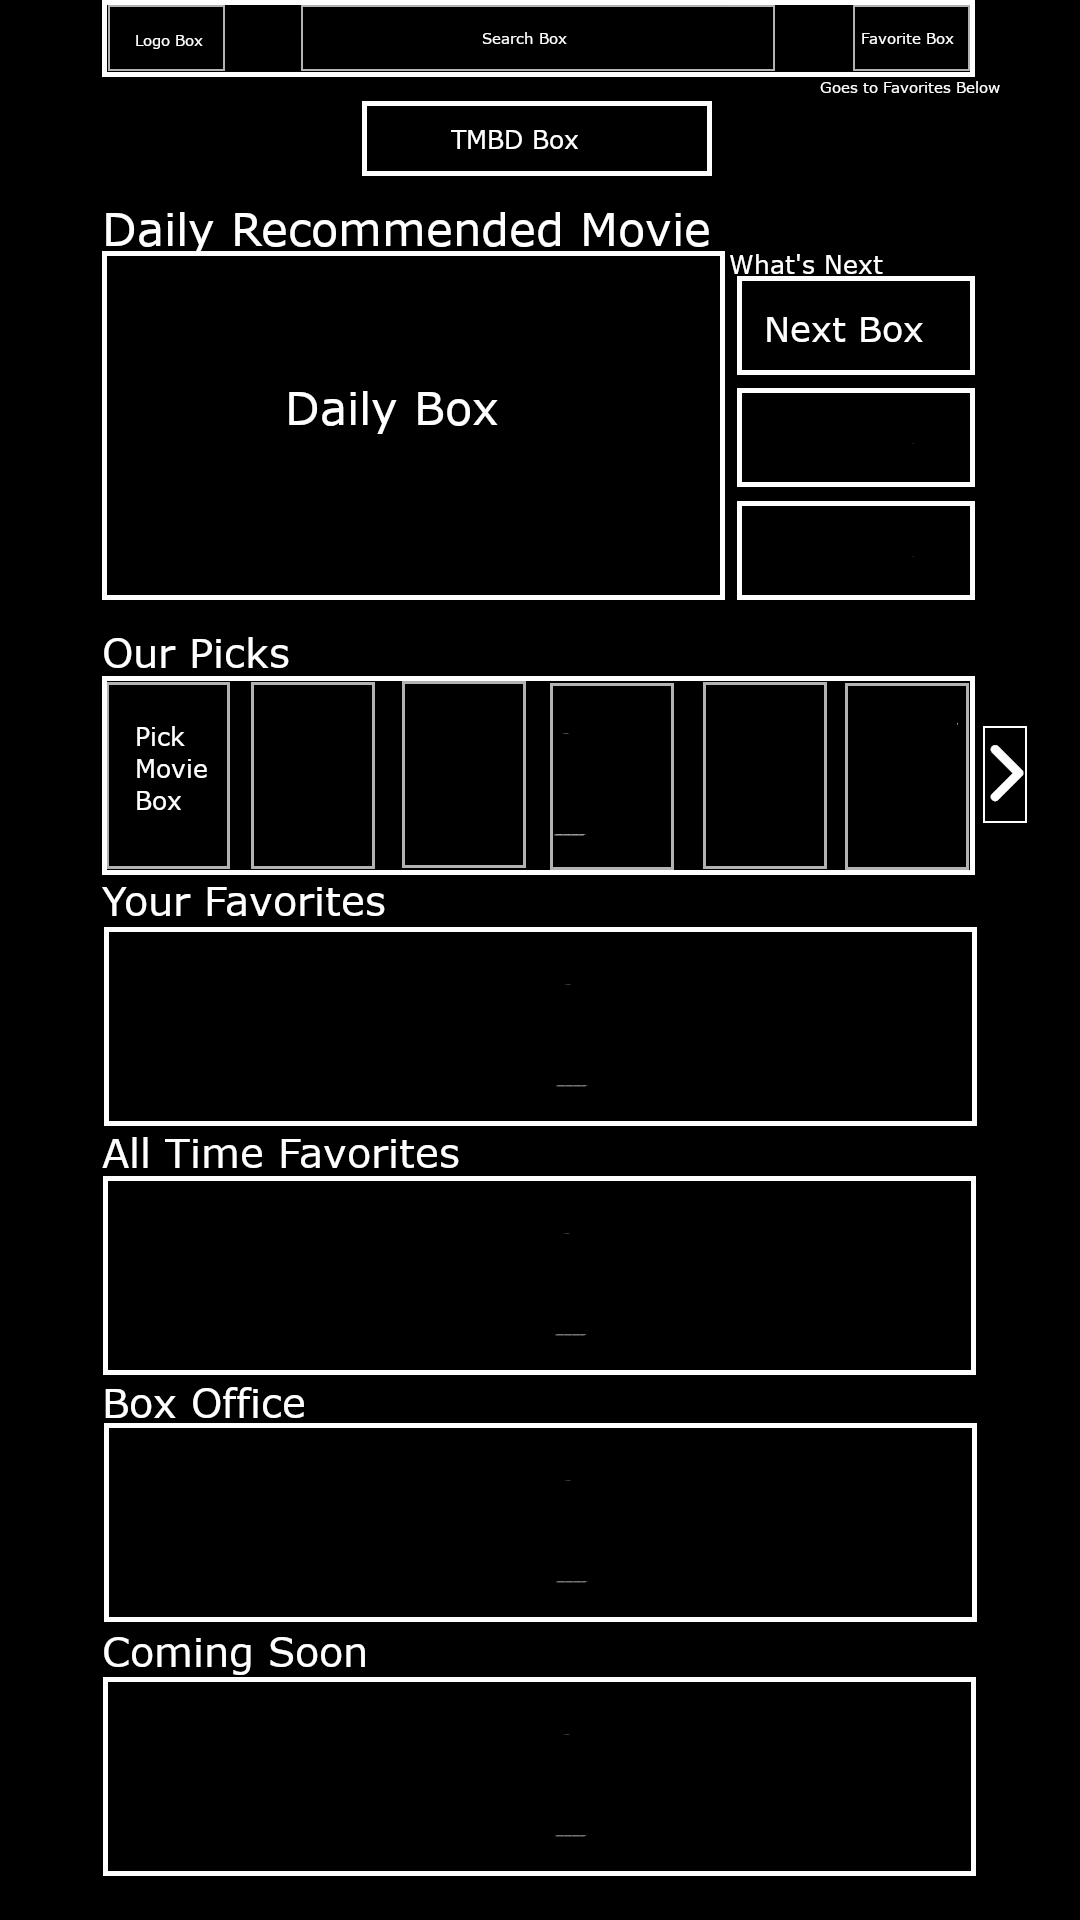 Logo Box
Search Box
Favorite Box
Goes to Favorites Below
TMBD Box
Daily Recommended Movie
What's Next
Next Box
Daily Box
Our Picks
Pick
Movie
Box
Your Favorites
All Time Favorites
Box Office
Coming Soon